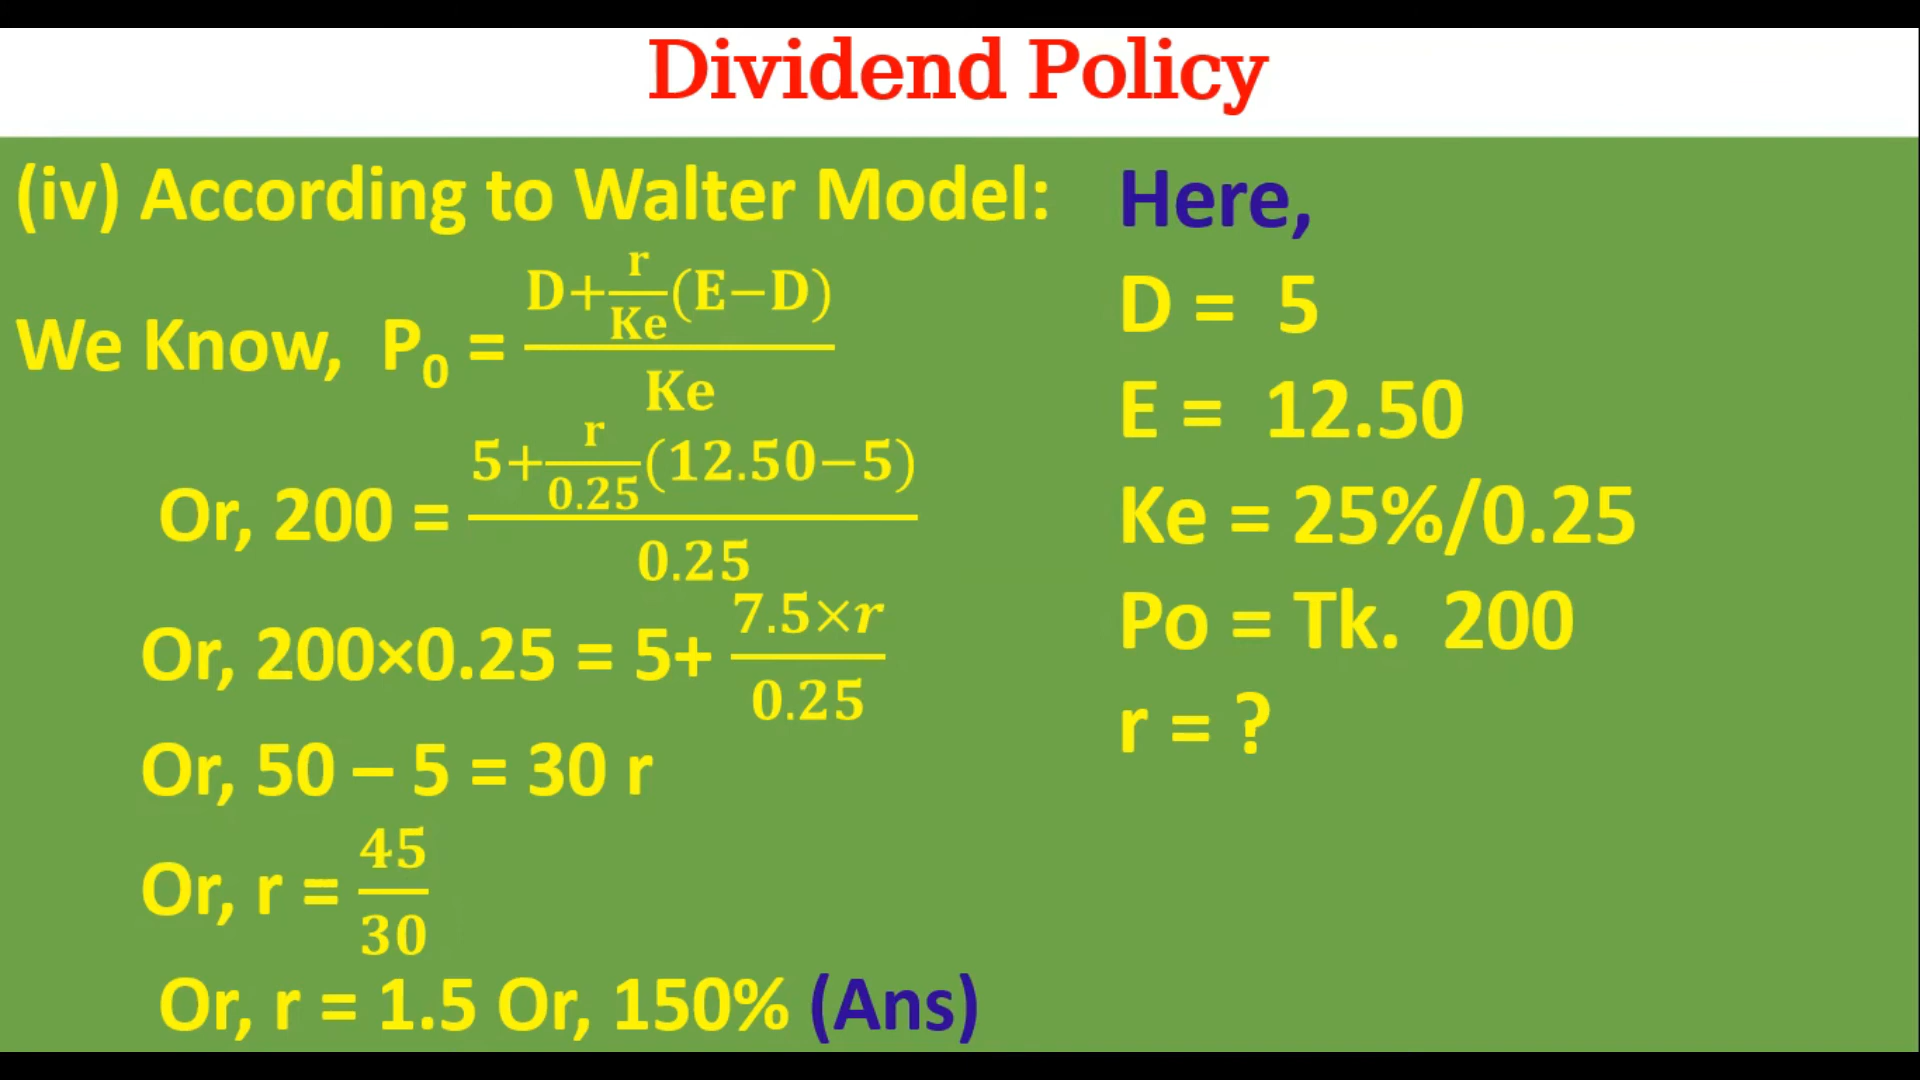 Dividend Policy
(iv) According to Walter Model:
We Know, P₀ = (D+r/Ke(E−D))/Ke
Or, 200 = (5+r/0.25(12.50−5))/0.25
Or, 200×0.25 = 5+ 7.5×r/0.25
Or, 50 – 5 = 30 r
Or, r = 45/30
Or, r = 1.5 Or, 150% (Ans)
Here,
D = 5
E = 12.50
Ke = 25%/0.25
Po = Tk. 200
r = ?